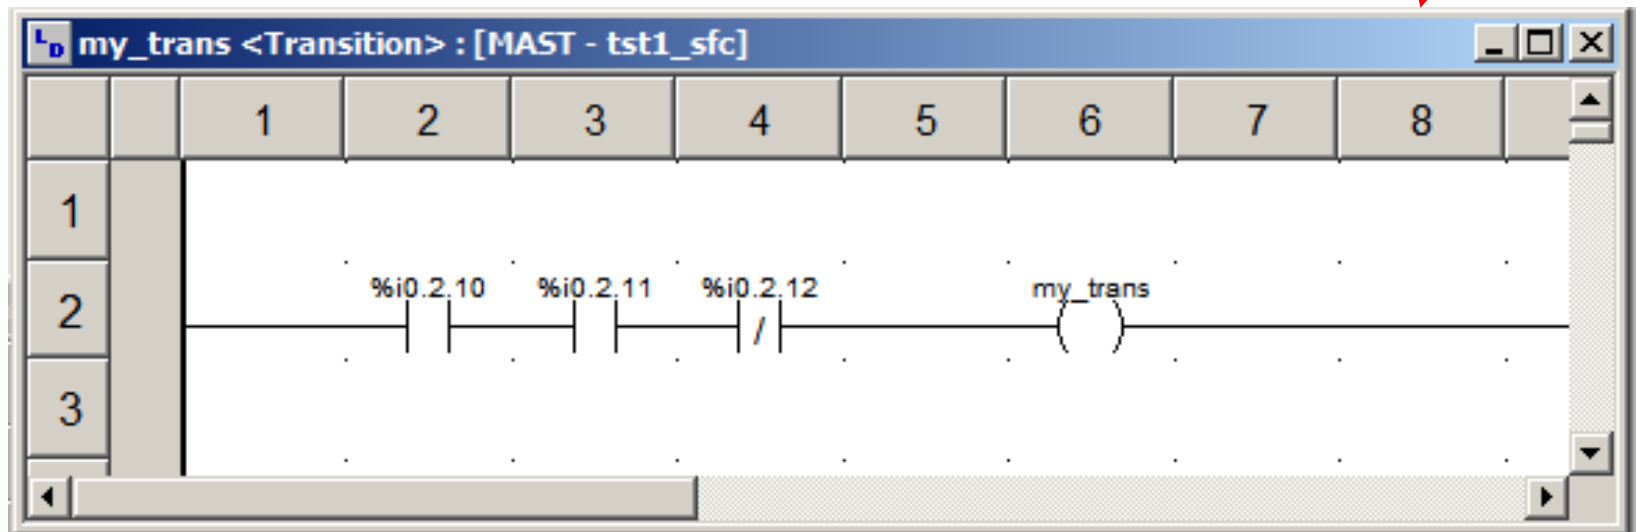 LD my_trans <Transition> : [MAST - tst1_sfc]
1 2 3 4 5 6 7 8
1
%i0.2.10 %i0.2.11 %i0.2.12 my_trans
2 /
3